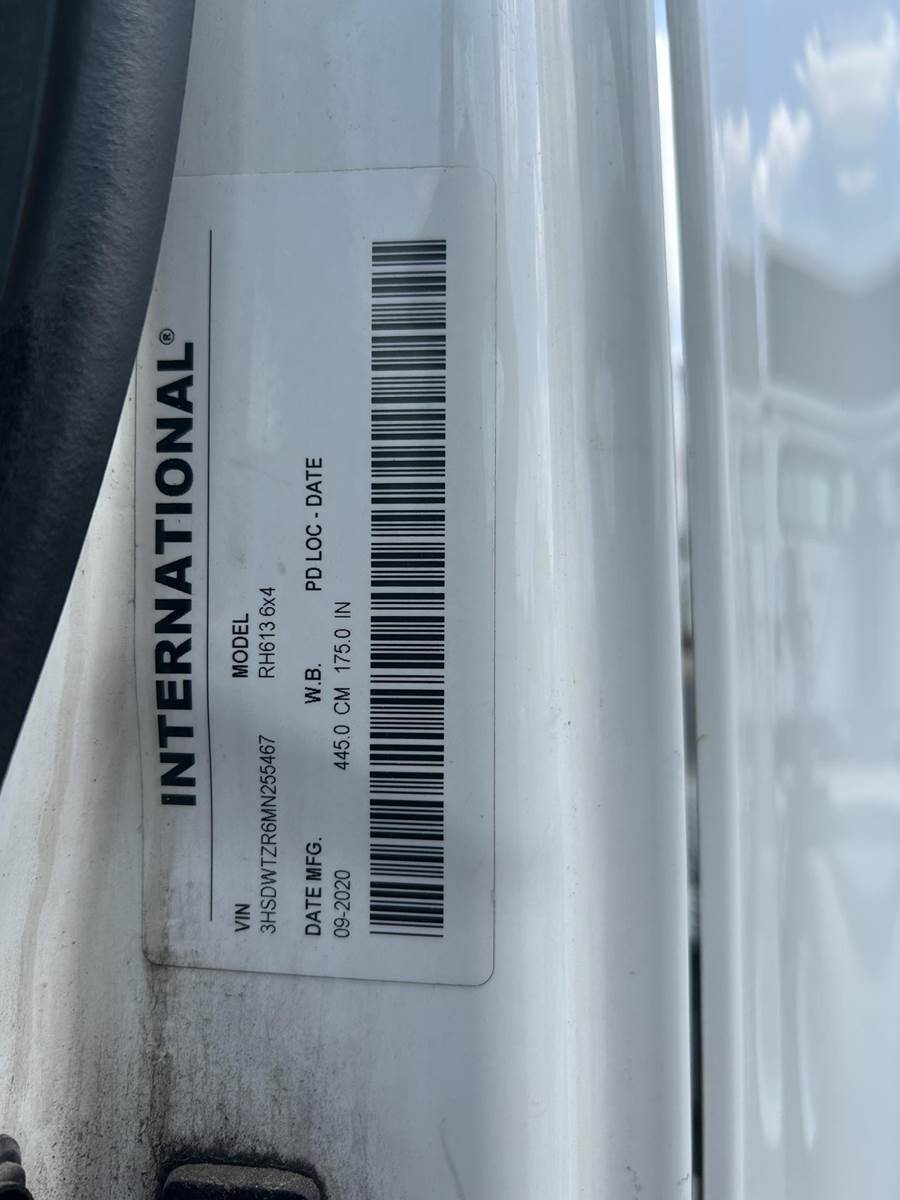 INTERNATIONAL®
VIN MODEL
3HSDWTZR6MN255467 RH613 6x4
DATE MFG. W.B. PD LOC - DATE
09-2020 445.0 CM 175.0 IN